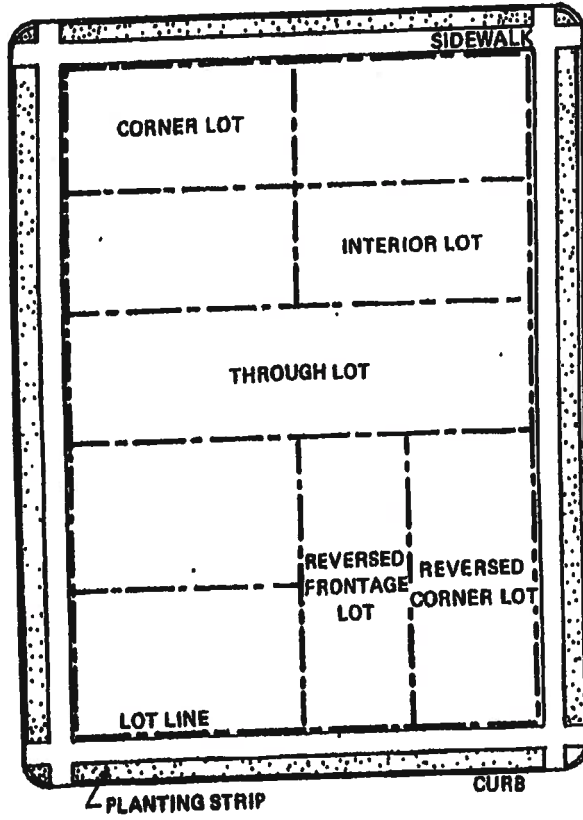 SIDEWALK
CORNER LOT
INTERIOR LOT
THROUGH LOT
REVERSED
FRONTAGE
LOT
REVERSED
CORNER LOT
LOT LINE
CURB
PLANTING STRIP